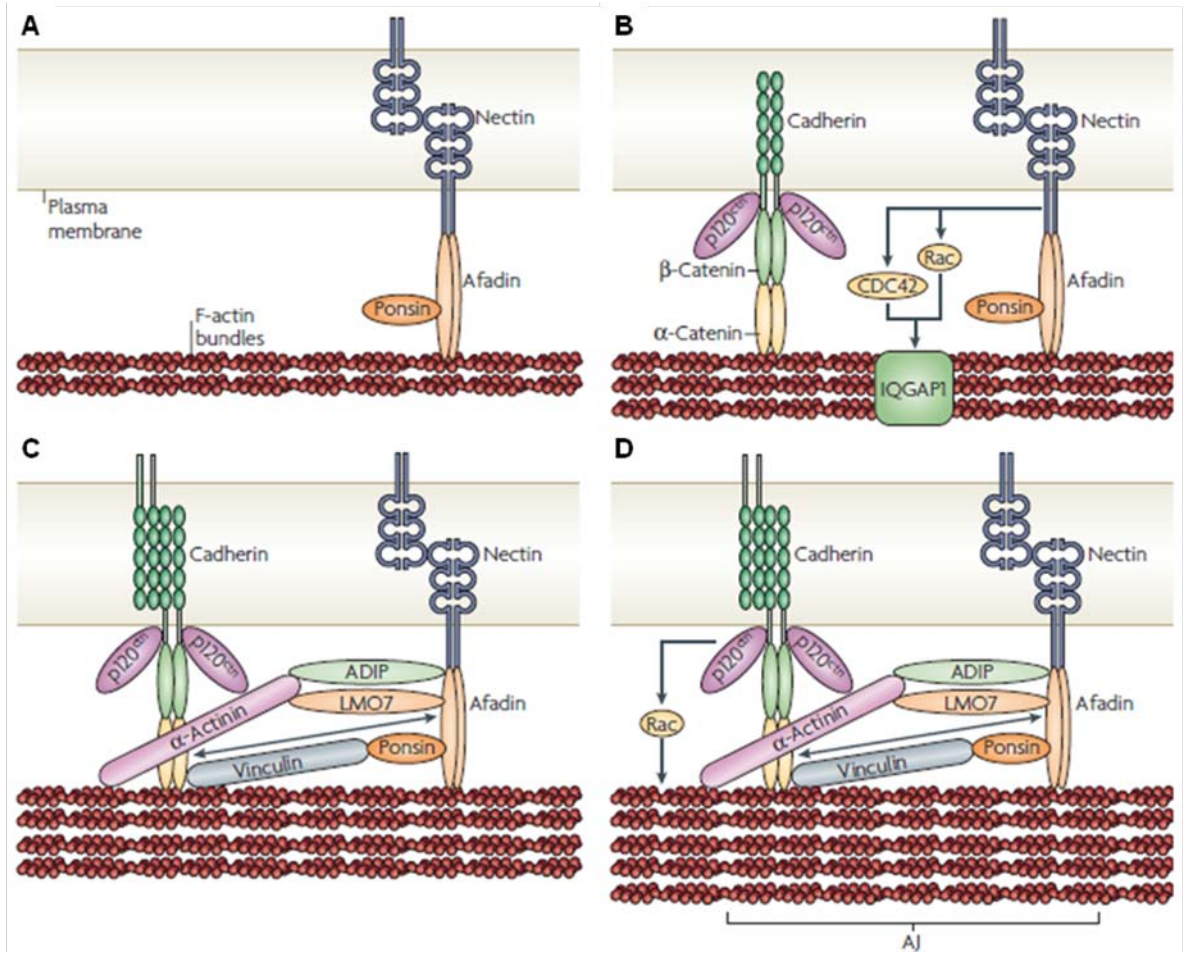 A
Nectin
Plasma
membrane
Afadin
Ponsin
F-actin
bundles
B
Cadherin
Nectin
p120ctn
p120ctn
Rac
β-Catenin
CDC42
Afadin
Ponsin
α-Catenin
IQGAP1
C
Cadherin
Nectin
p120ctn
p120ctn
ADIP
LMO7
Afadin
α-Actinin
Ponsin
Vinculin
D
Cadherin
Nectin
p120ctn
p120ctn
ADIP
LMO7
Afadin
Rac
α-Actinin
Ponsin
Vinculin
AJ